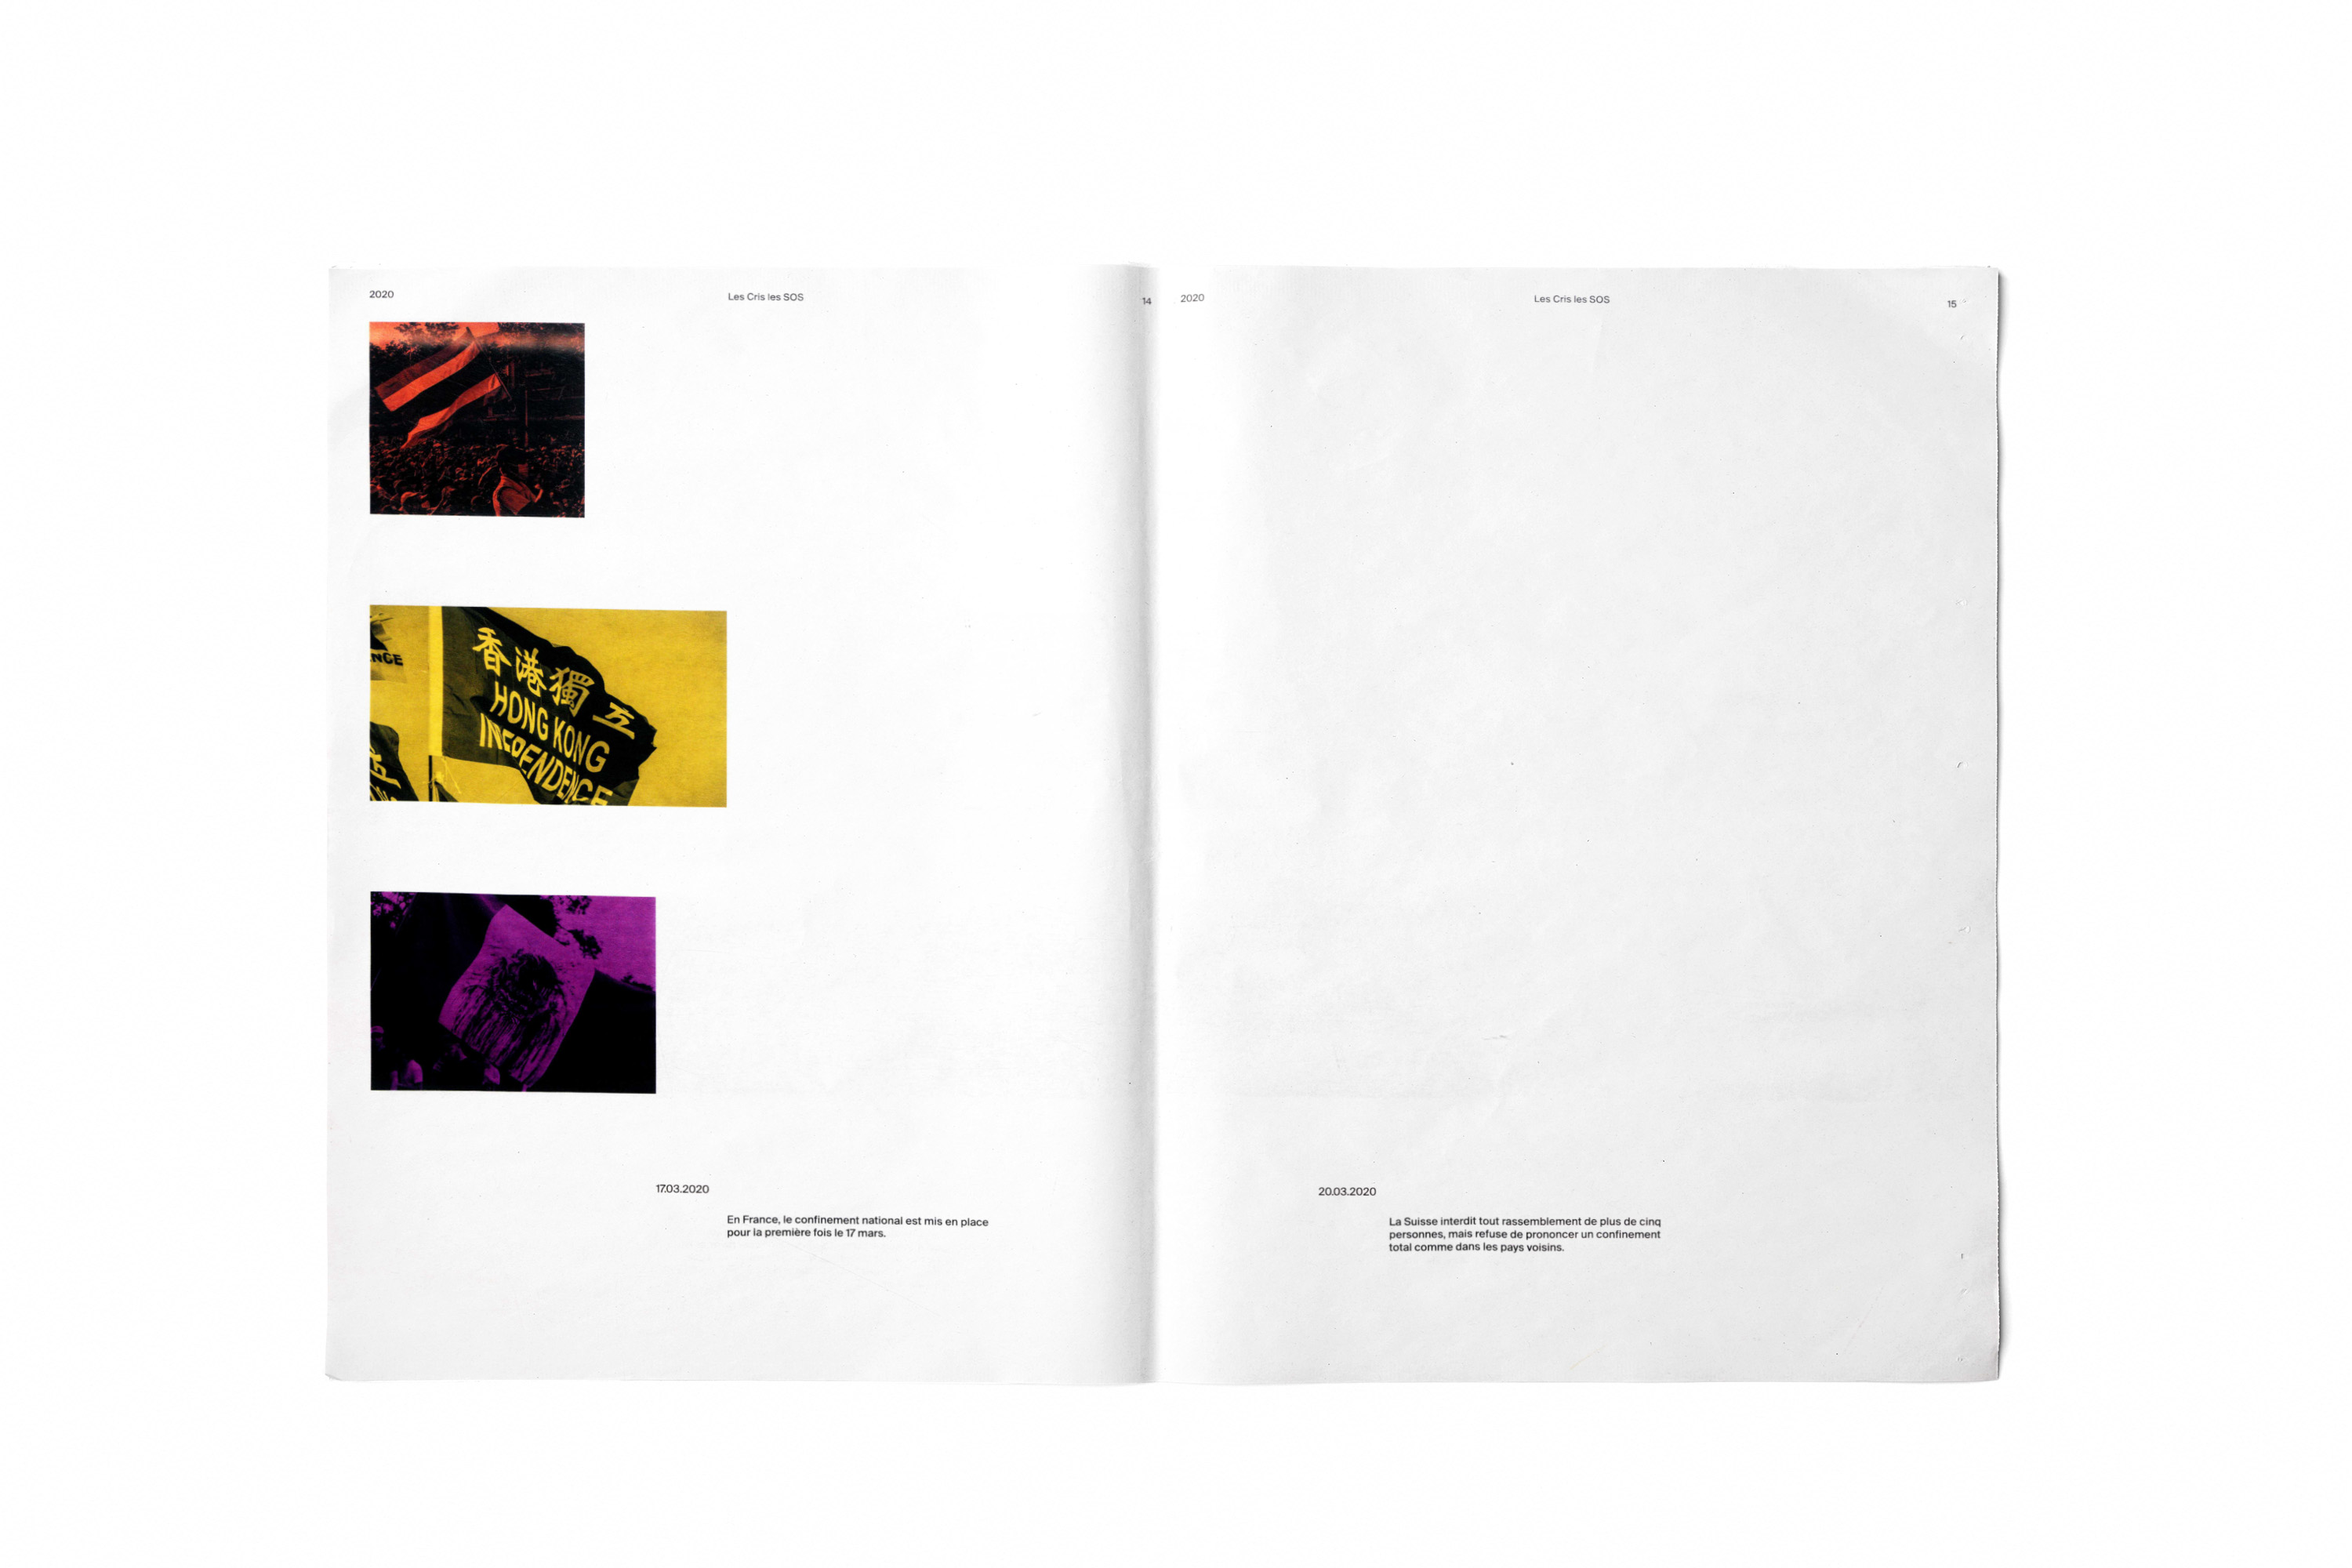 2020
Les Cris les SOS
14
NCE
香港獨立
HONG KONG
INDEPENDENCE
17.03.2020
En France, le confinement national est mis en place
pour la première fois le 17 mars.
2020
Les Cris les SOS
15
20.03.2020
La Suisse interdit tout rassemblement de plus de cinq
personnes, mais refuse de prononcer un confinement
total comme dans les pays voisins.